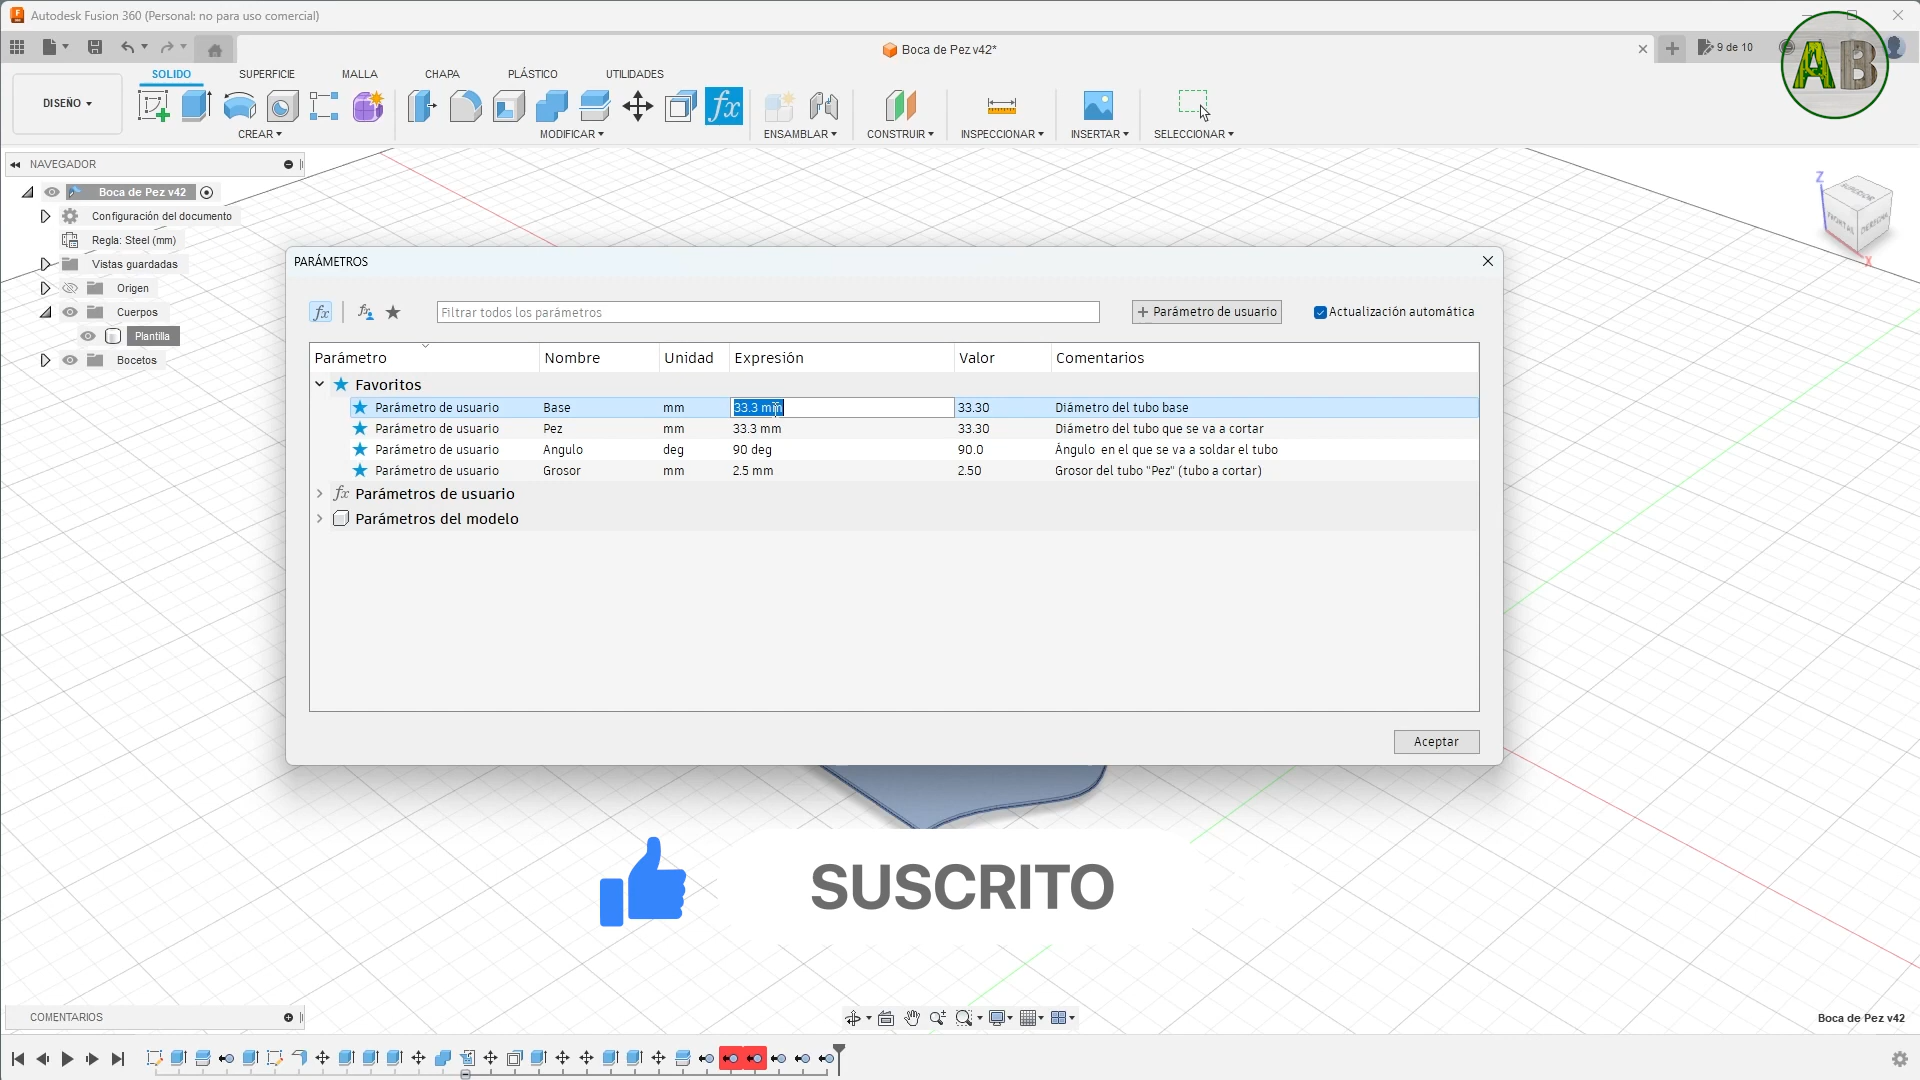 Autodesk Fusion 360 (Personal: no para uso comercial)
Boca de Pez v42*
9 de 10
AB
DISEÑO
SOLIDO SUPERFICIE MALLA CHAPA PLÁSTICO UTILIDADES
CREAR MODIFICAR ENSAMBLAR CONSTRUIR INSPECCIONAR INSERTAR SELECCIONAR
NAVEGADOR
Boca de Pez v42
Configuración del documento
Regla: Steel (mm)
Vistas guardadas
Origen
Cuerpos
Plantilla
Bocetos
Z
SUPERIOR
FRONTAL
DERECHA
X
PARÁMETROS
fx
Filtrar todos los parámetros
+ Parámetro de usuario
Actualización automática
Parámetro Nombre Unidad Expresión Valor Comentarios
Favoritos
Parámetro de usuario Base mm 33.3 mm 33.30 Diámetro del tubo base
Parámetro de usuario Pez mm 33.3 mm 33.30 Diámetro del tubo que se va a cortar
Parámetro de usuario Angulo deg 90 deg 90.0 Ángulo en el que se va a soldar el tubo
Parámetro de usuario Grosor mm 2.5 mm 2.50 Grosor del tubo "Pez" (tubo a cortar)
fx Parámetros de usuario
Parámetros del modelo
Aceptar
SUSCRITO
COMENTARIOS
Boca de Pez v42